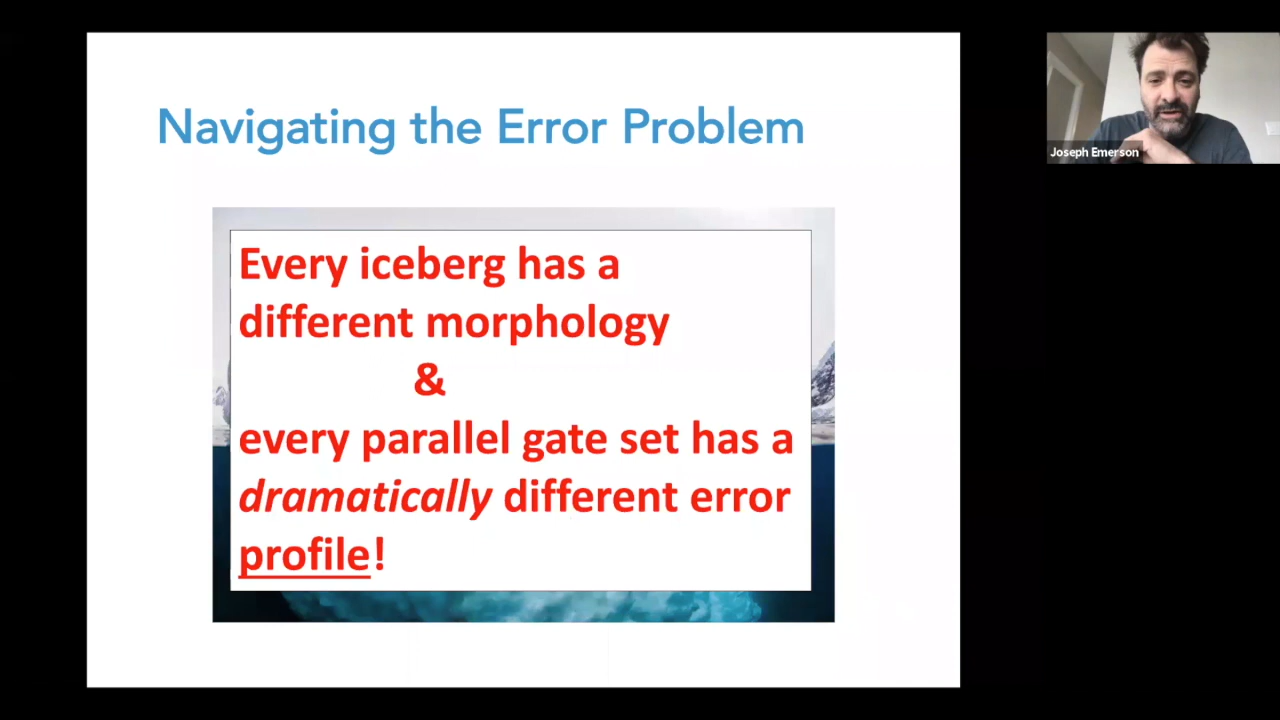 Navigating the Error Problem
Every iceberg has a
different morphology
&
every parallel gate set has a
dramatically different error
profile!
Joseph Emerson